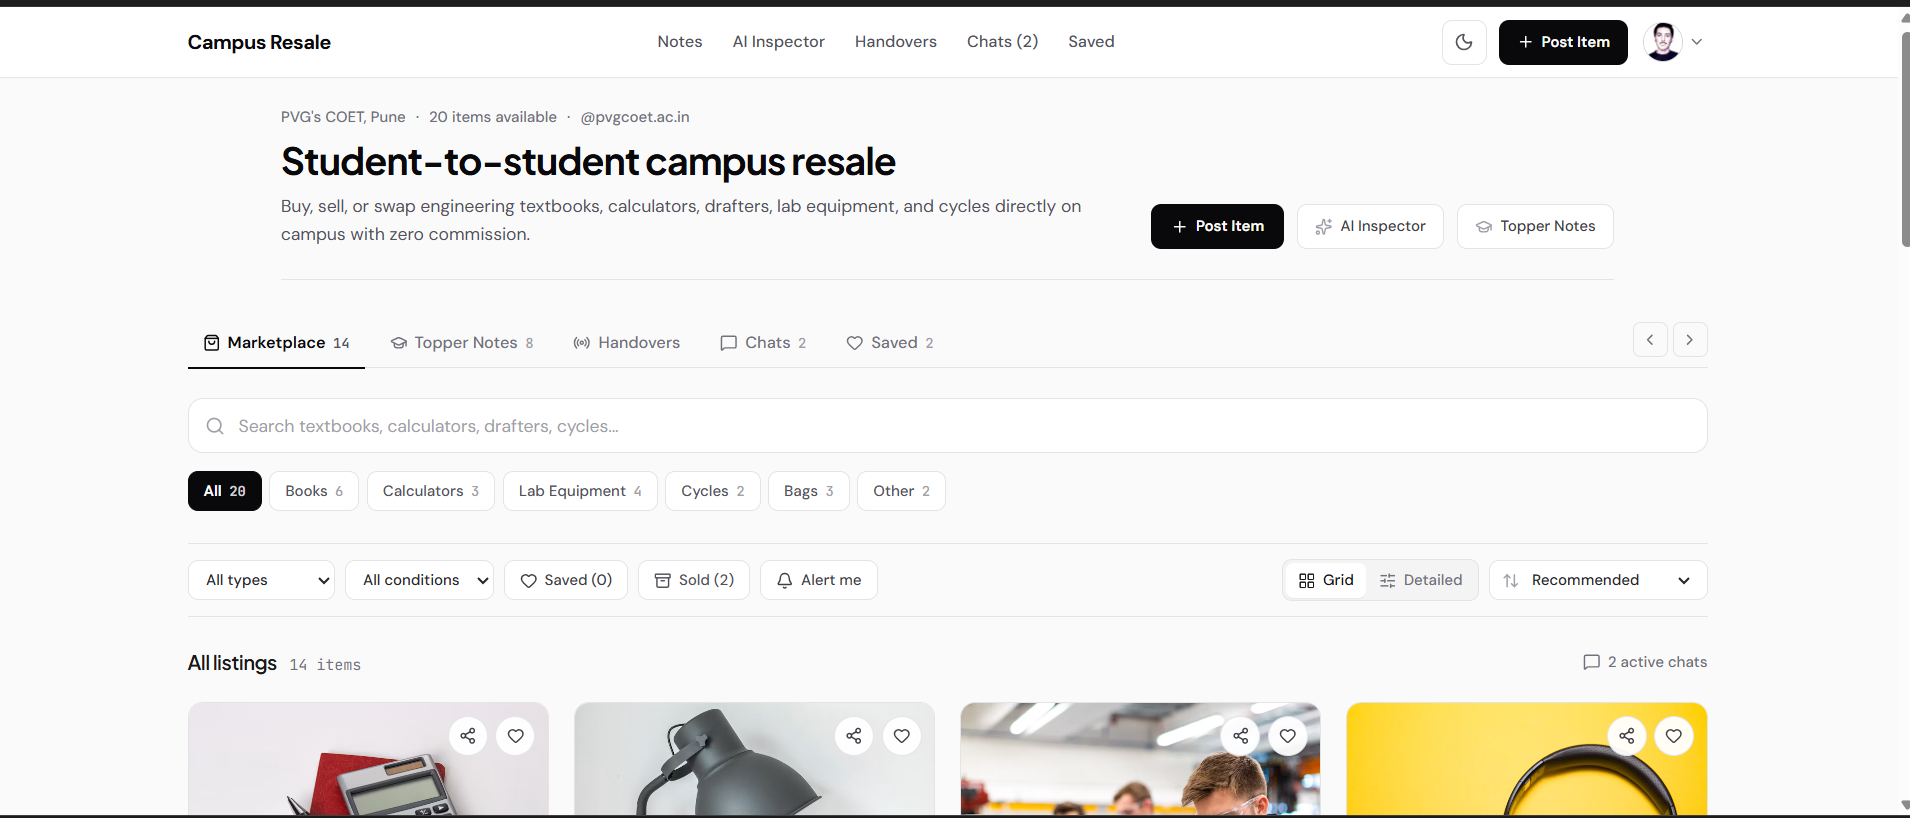 Campus Resale
Notes AI Inspector Handovers Chats (2) Saved
Post Item
PVG's COET, Pune · 20 items available · @pvgcoet.ac.in
Student-to-student campus resale
Buy, sell, or swap engineering textbooks, calculators, drafters, lab equipment, and cycles directly on
campus with zero commission.
Post Item AI Inspector Topper Notes
Marketplace 14 Topper Notes 8 Handovers Chats 2 Saved 2
Search textbooks, calculators, drafters, cycles...
All 20 Books 6 Calculators 3 Lab Equipment 4 Cycles 2 Bags 3 Other 2
All types All conditions Saved (0) Sold (2) Alert me Grid Detailed Recommended
All listings 14 items
2 active chats